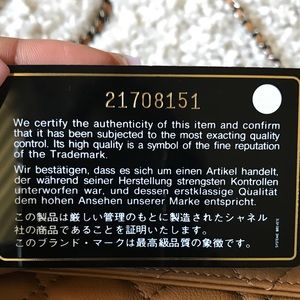 21708151
We certify the authenticity of this item and confirm
that it has been subjected to the most exacting quality
control. Its high quality is a symbol of the fine reputation
of the Trademark.
Wir bestätigen, dass es sich um einen Artikel handelt,
der während seiner Herstellung strengsten Kontrollen
unterworfen war, und dessen erstklassige Qualität
dem hohen Ansehen unserer Marke entspricht.
この製品は厳しい管理のもとに製造されたシャネル
社の商品であることを証明いたします。
このブランド・マークは最高級品質の象徴です。